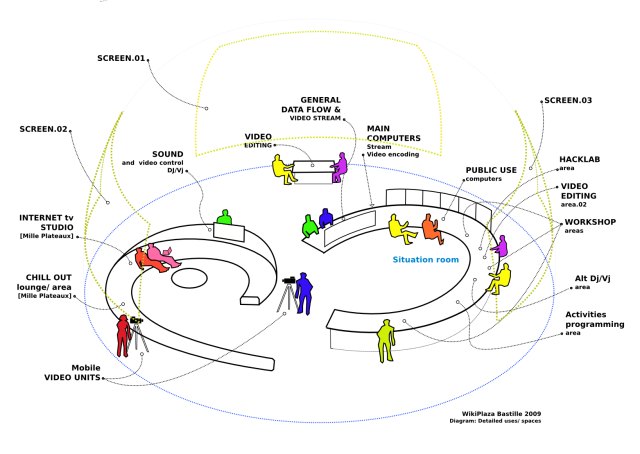 SCREEN.01
SCREEN.02
SCREEN.03
GENERAL
DATA FLOW &
VIDEO STREAM
VIDEO
EDITING
MAIN
COMPUTERS
Stream
Video encoding
SOUND
and video control
DJ/VJ
PUBLIC USE
computers
HACKLAB
area
VIDEO
EDITING
area.02
WORKSHOP
areas
INTERNET tv
STUDIO
[Mille Plateaux]
Situation room
CHILL OUT
lounge/ area
[Mille Plateaux]
Alt Dj/Vj
area
Activities
programming
area
Mobile
VIDEO UNITS
WikiPlaza Bastille 2009
Diagram: Detailed uses/ spaces